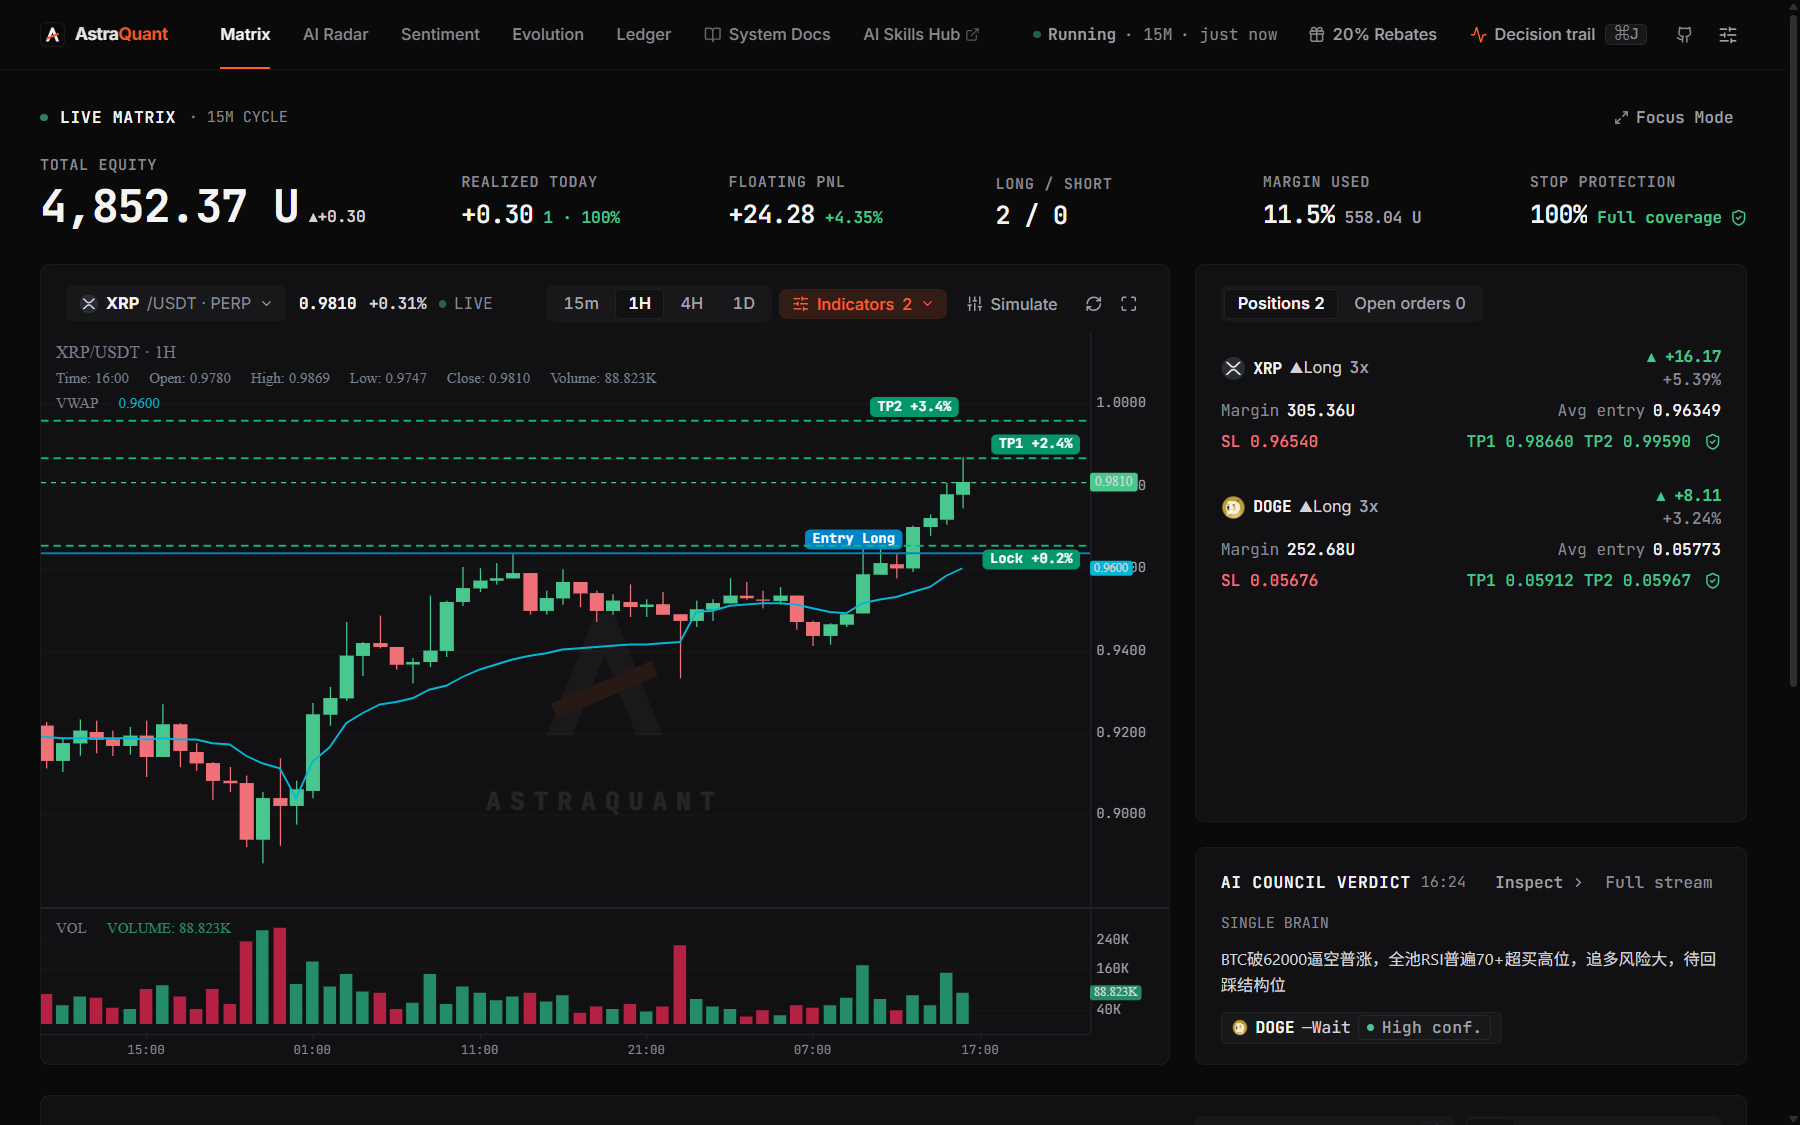 AstraQuant
Matrix
AI Radar
Sentiment
Evolution
Ledger
System Docs
AI Skills Hub
Running · 15M · just now
20% Rebates
Decision trail ⌘J
LIVE MATRIX · 15M CYCLE
Focus Mode
TOTAL EQUITY
4,852.37 U ▲+0.30
REALIZED TODAY
+0.30 1 · 100%
FLOATING PNL
+24.28 +4.35%
LONG / SHORT
2 / 0
MARGIN USED
11.5% 558.04 U
STOP PROTECTION
100% Full coverage
XRP /USDT · PERP
0.9810 +0.31% LIVE
15m 1H 4H 1D
Indicators 2
Simulate
XRP/USDT · 1H
Time: 16:00 Open: 0.9780 High: 0.9869 Low: 0.9747 Close: 0.9810 Volume: 88.823K
VWAP 0.9600
TP2 +3.4%
TP1 +2.4%
Entry Long
Lock +0.2%
1.0000
0.9810
0.9600
0.9400
0.9200
0.9000
ASTRAQUANT
VOL VOLUME: 88.823K
240K
160K
88.823K
40K
15:00 01:00 11:00 21:00 07:00 17:00
Positions 2
Open orders 0
XRP ▲Long 3x
▲ +16.17
+5.39%
Margin 305.36U
Avg entry 0.96349
SL 0.96540
TP1 0.98660 TP2 0.99590
DOGE ▲Long 3x
▲ +8.11
+3.24%
Margin 252.68U
Avg entry 0.05773
SL 0.05676
TP1 0.05912 TP2 0.05967
AI COUNCIL VERDICT 16:24
Inspect
Full stream
SINGLE BRAIN
BTC破62000逼空普涨，全池RSI普遍70+超买高位，追多风险大，待回
踩结构位
DOGE —Wait High conf.